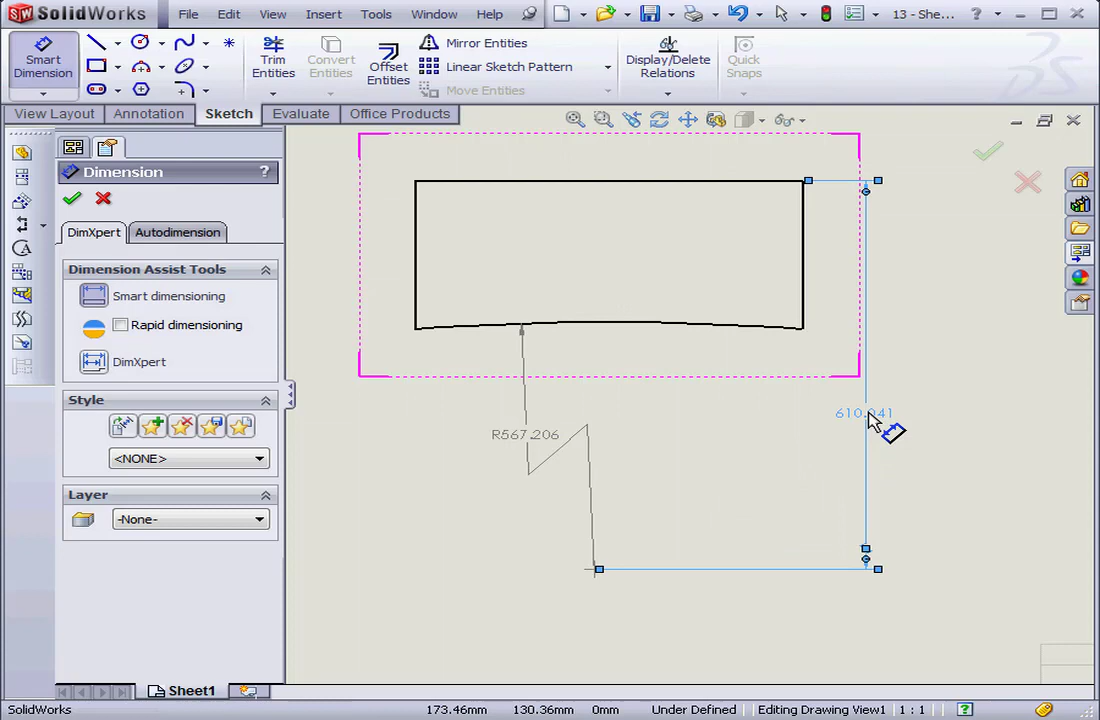 SolidWorks File Edit View Insert Tools Window Help 13 - She... ?
Smart Dimension
Trim Entities
Convert Entities
Offset Entities
Mirror Entities
Linear Sketch Pattern
Move Entities
Display/Delete Relations
Quick Snaps
View Layout Annotation Sketch Evaluate Office Products
Dimension ?
DimXpert Autodimension
Dimension Assist Tools
Smart dimensioning
Rapid dimensioning
DimXpert
Style
<NONE>
Layer
-None-
R567.206
Sheet1
SolidWorks 173.46mm 130.36mm 0mm Under Defined Editing Drawing View1 1 : 1 ?